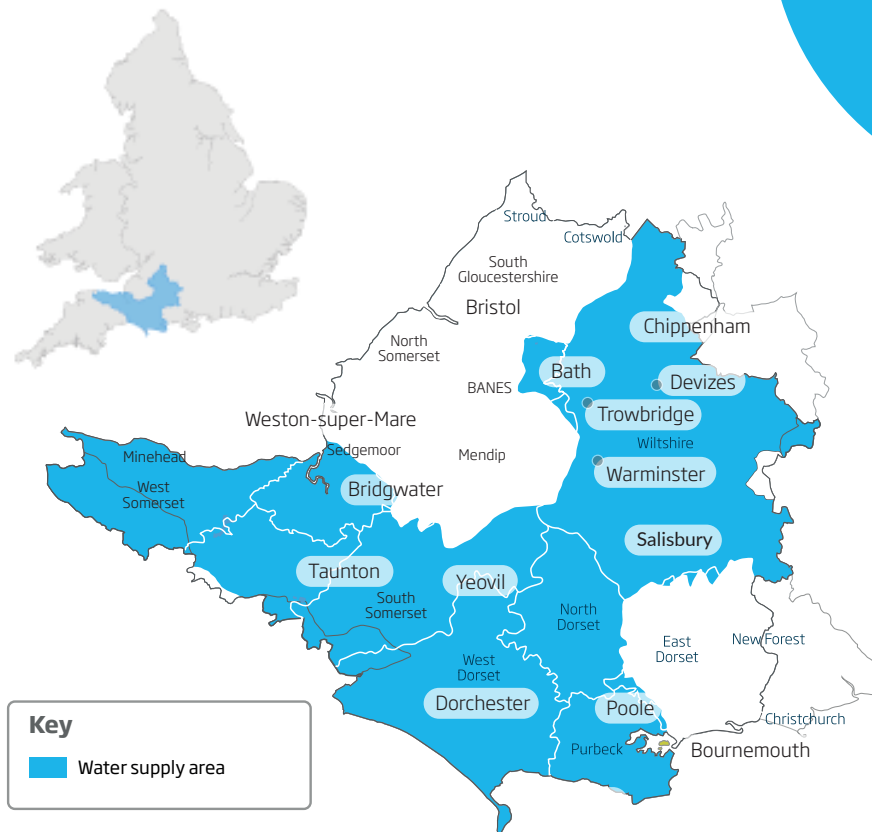 Stroud
Cotswold
South
Gloucestershire
Bristol
Chippenham
North
Somerset
Bath
Devizes
BANES
Trowbridge
Weston-super-Mare
Wiltshire
Sedgemoor
Mendip
Minehead
Warminster
West
Somerset
Bridgwater
Salisbury
Taunton
Yeovil
South
Somerset
North
Dorset
East
Dorset
New Forest
West
Dorset
Dorchester
Poole
Christchurch
Purbeck
Bournemouth
Key
Water supply area